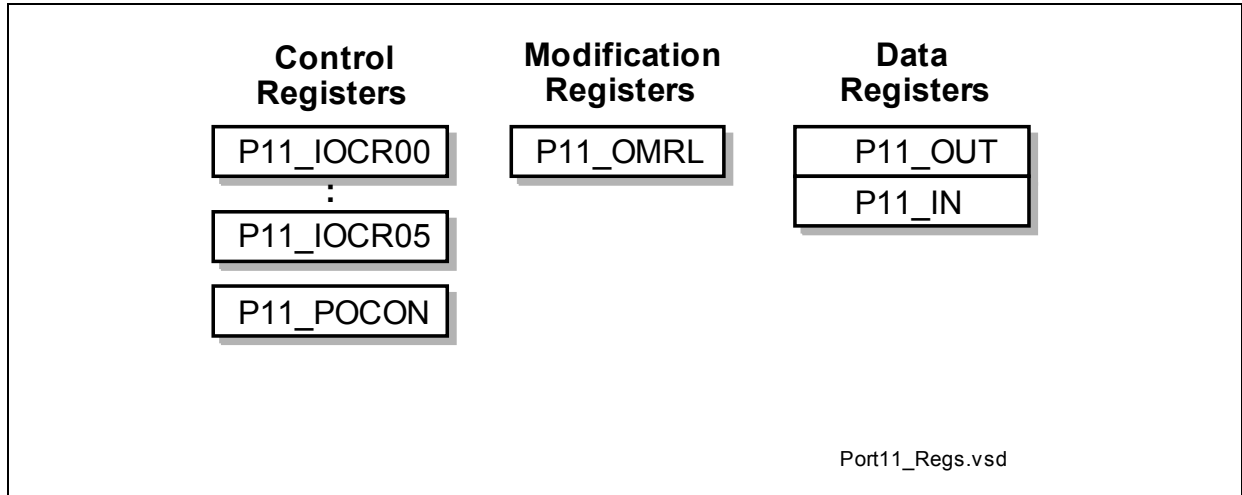 Control Registers
Modification Registers
Data Registers
P11_IOCR00
:
P11_IOCR05
P11_POCON
P11_OMRL
P11_OUT
P11_IN
Port11_Regs.vsd